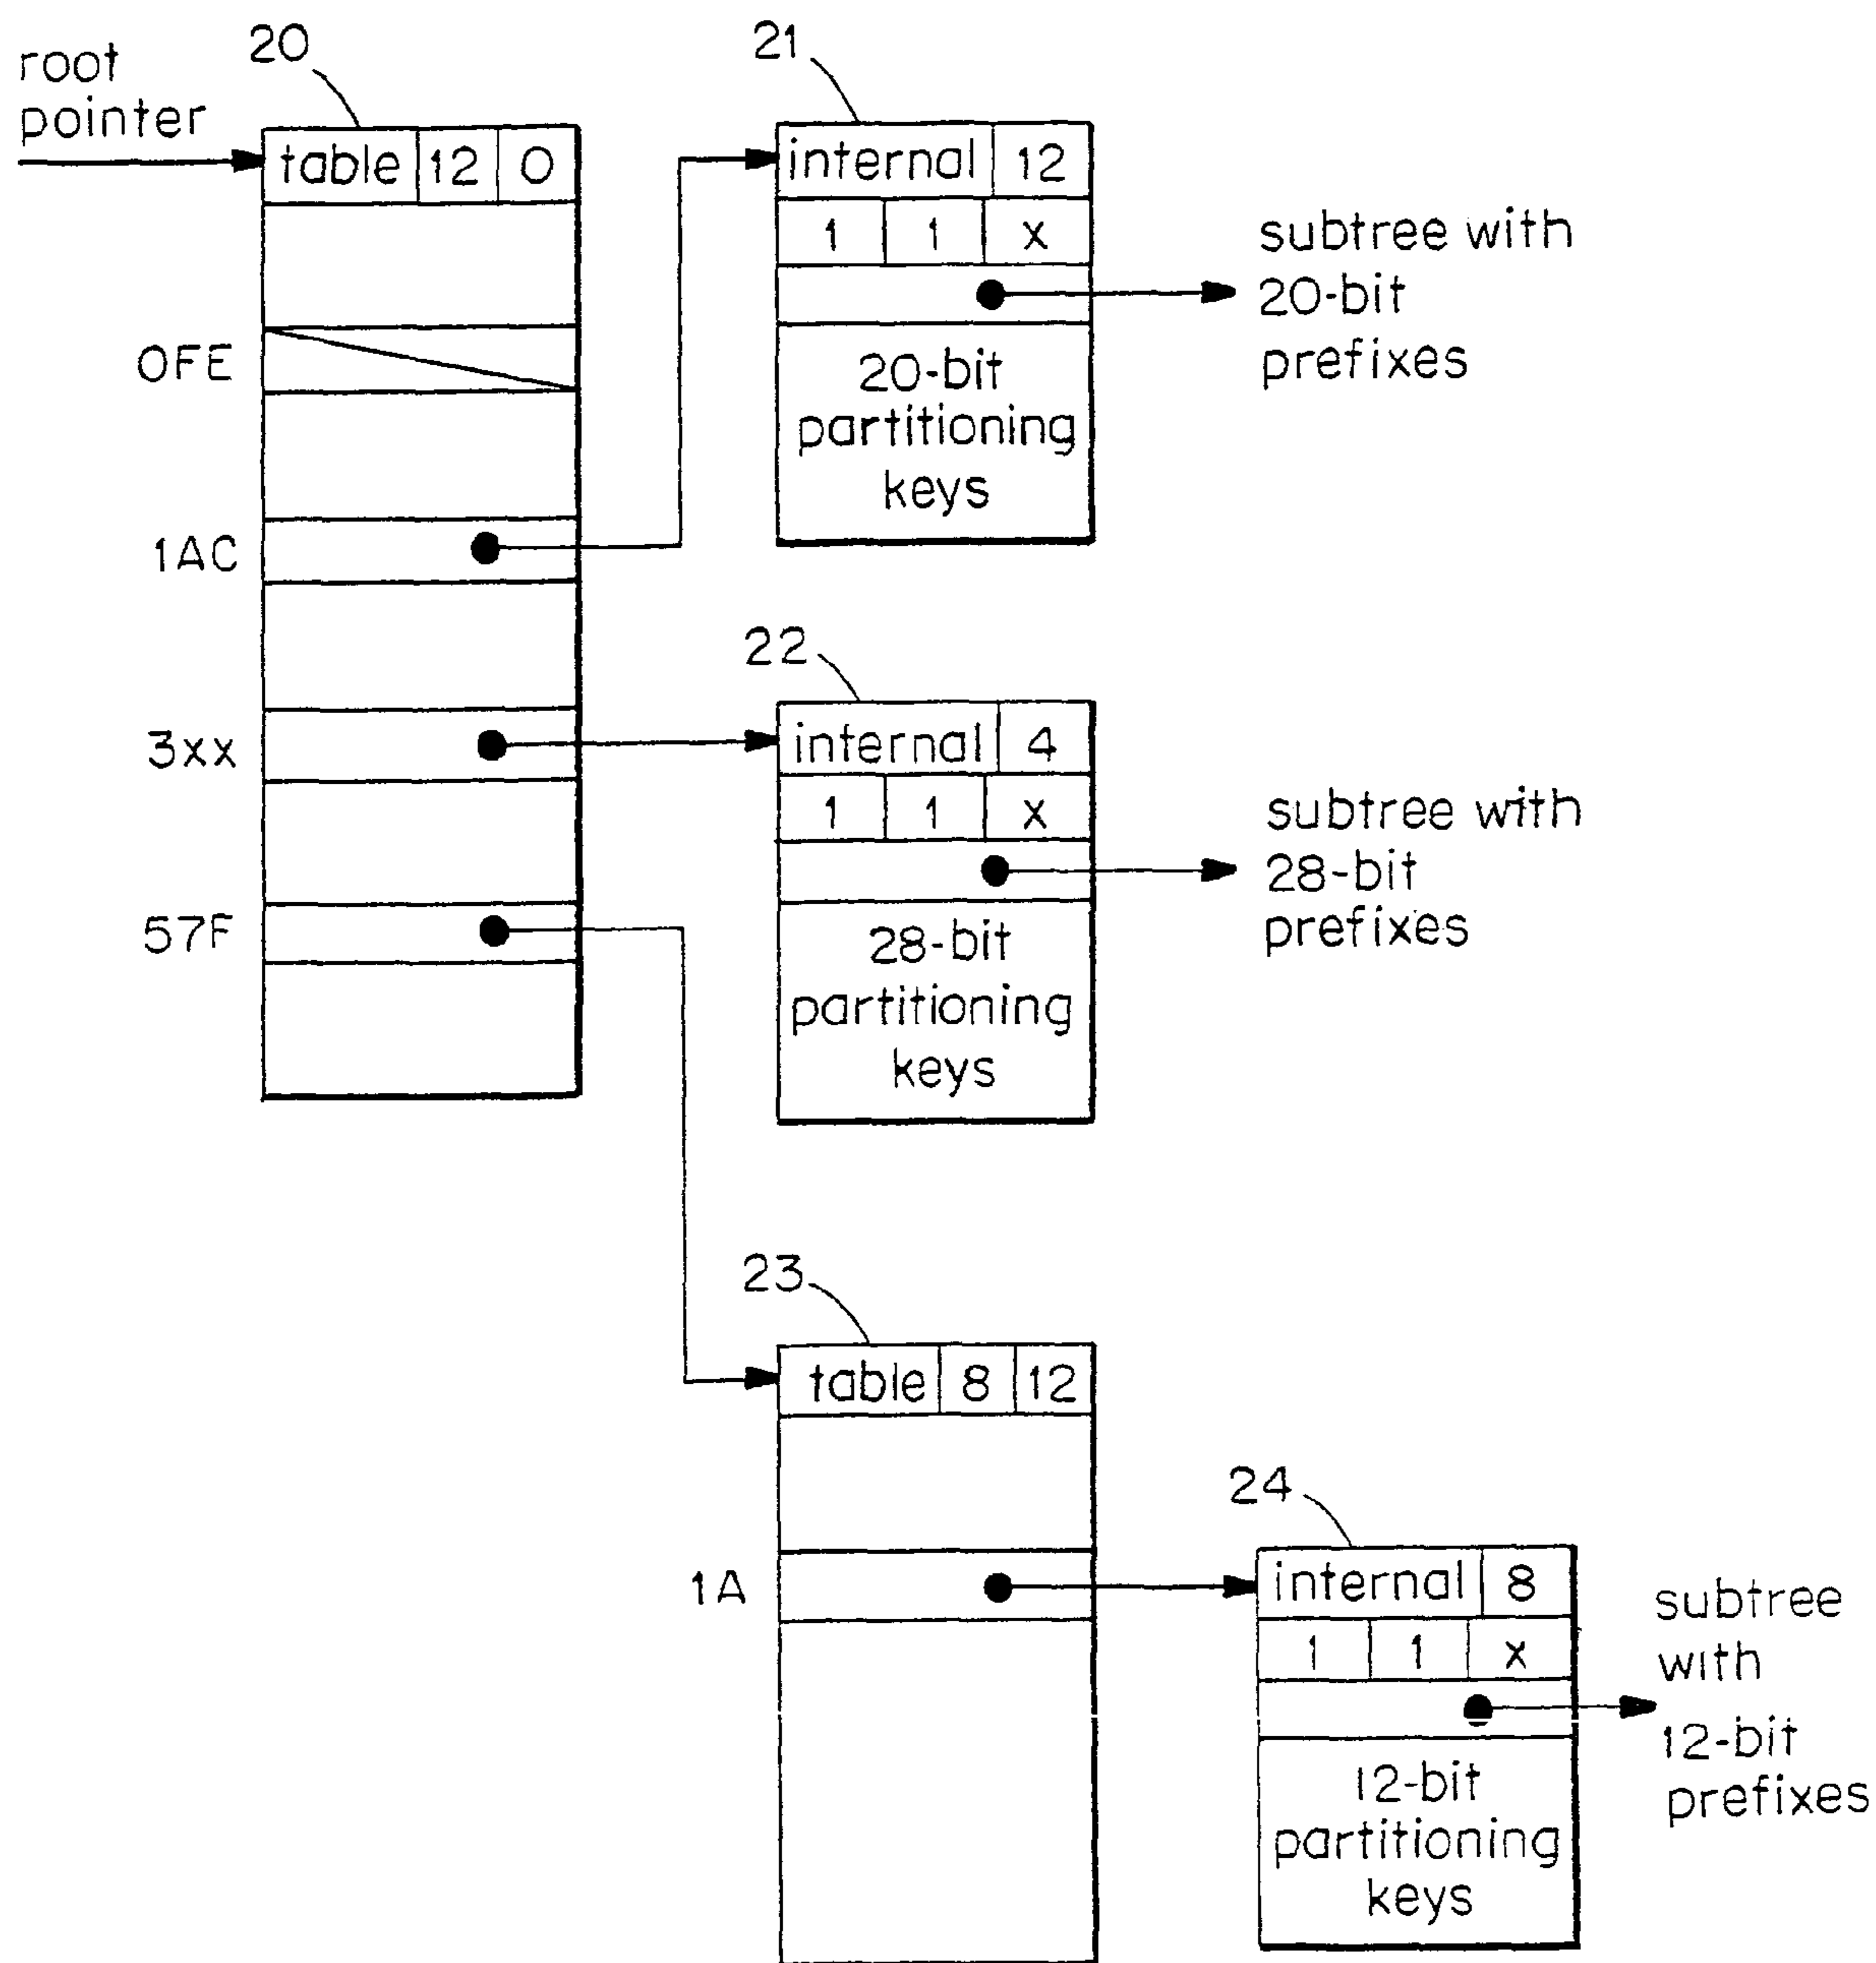 root
pointer
20
table 12 0
0FE
1AC
3xx
57F
21
internal 12
1 1 x
20-bit
partitioning
keys
subtree with
20-bit
prefixes
22
internal 4
1 1 x
28-bit
partitioning
keys
subtree with
28-bit
prefixes
23
table 8 12
1A
24
internal 8
1 1 x
12-bit
partitioning
keys
subtree
with
12-bit
prefixes